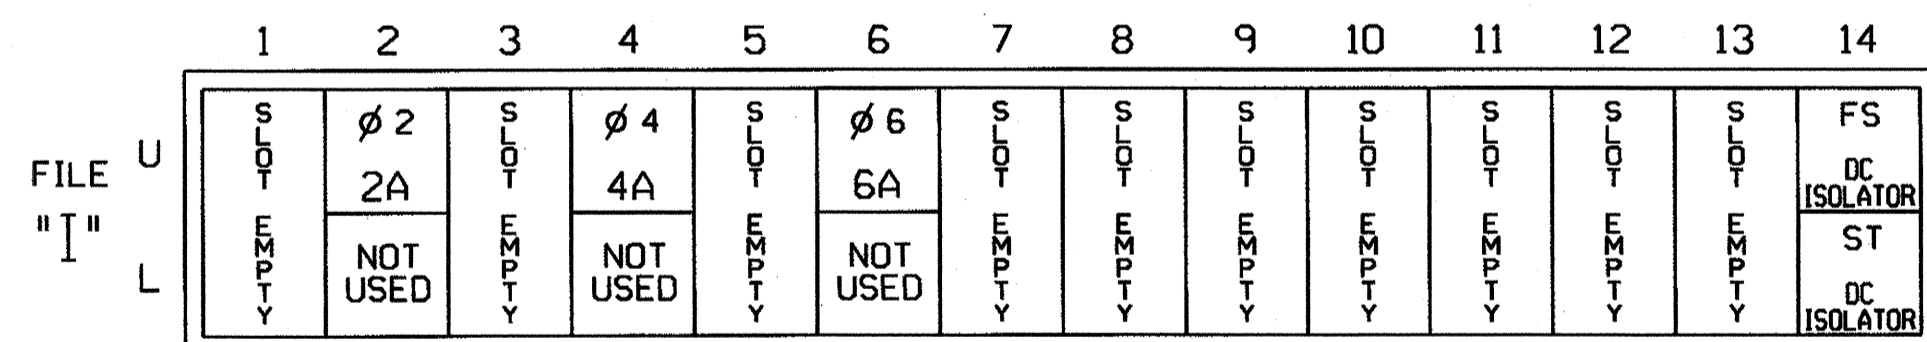 1 2 3 4 5 6 7 8 9 10 11 12 13 14
FILE
"I"
U
L
SLOT EMPTY
Ø 2
2A
NOT
USED
SLOT EMPTY
Ø 4
4A
NOT
USED
SLOT EMPTY
Ø 6
6A
NOT
USED
SLOT EMPTY
SLOT EMPTY
SLOT EMPTY
SLOT EMPTY
SLOT EMPTY
SLOT EMPTY
SLOT EMPTY
FS
DC
ISOLATOR
ST
DC
ISOLATOR